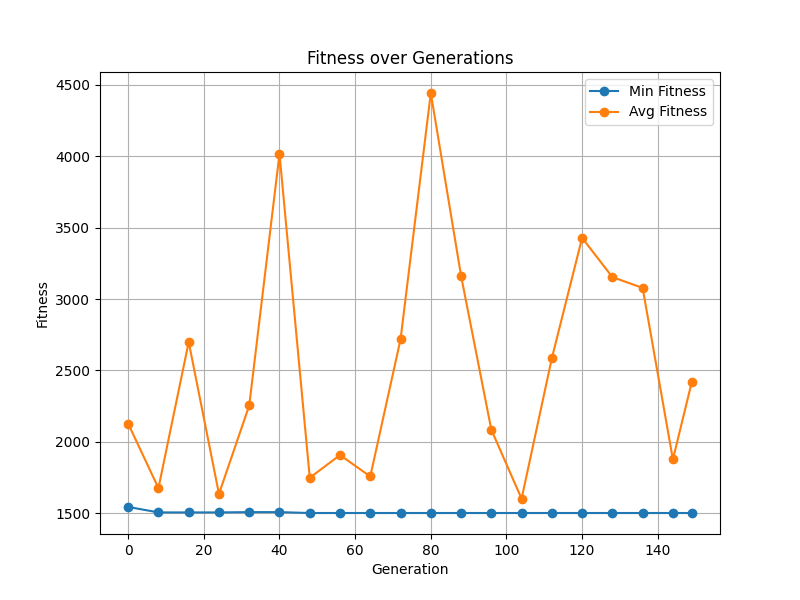 Fitness over Generations
Min Fitness
Avg Fitness
4500
4000
3500
3000
2500
2000
1500
Fitness
0 20 40 60 80 100 120 140
Generation